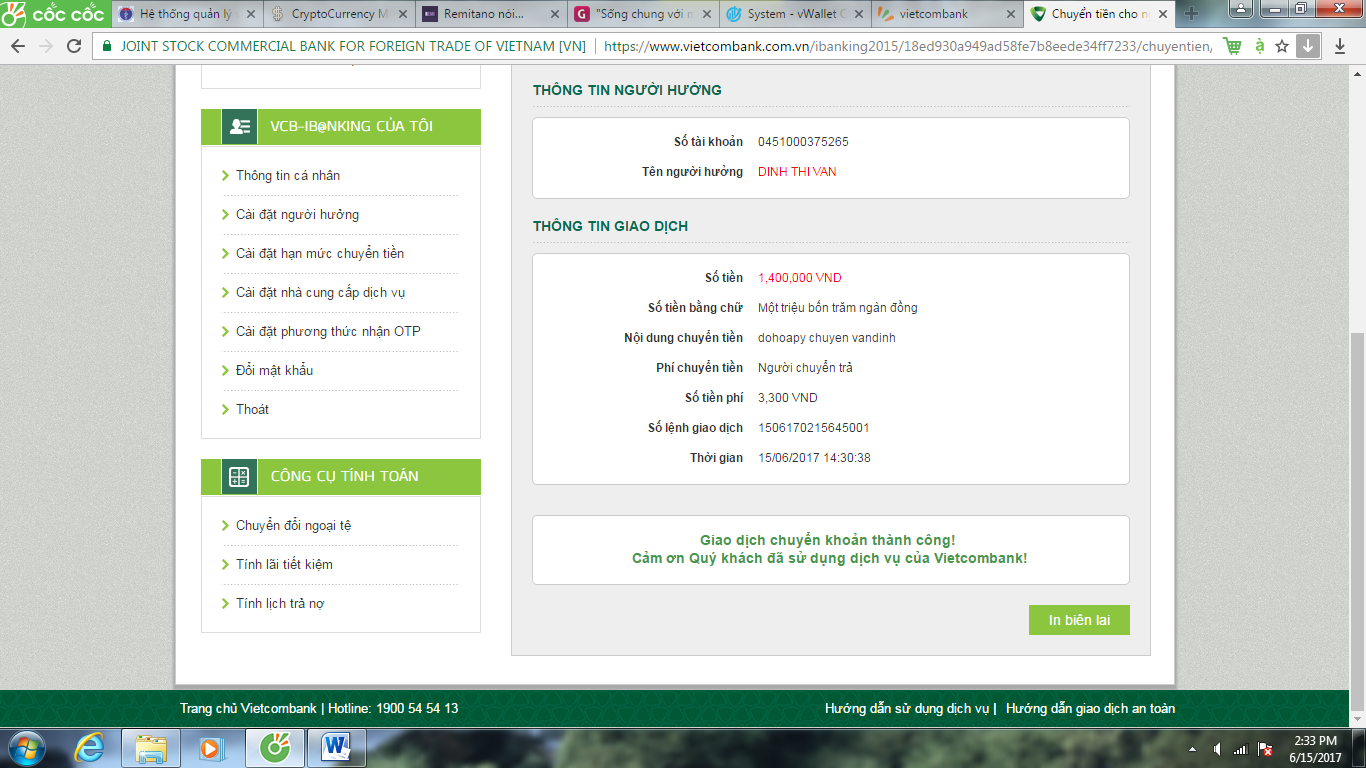 cốc cốc
Hệ thống quản lý
CryptoCurrency M
Remitano nói...
"Sống chung với n
System - vWallet C
vietcombank
Chuyển tiền cho n
JOINT STOCK COMMERCIAL BANK FOR FOREIGN TRADE OF VIETNAM [VN]
https://www.vietcombank.com.vn/ibanking2015/18ed930a949ad58fe7b8eede34ff7233/chuyentien/
VCB-IB@NKING CỦA TÔI
Thông tin cá nhân
Cài đặt người hưởng
Cài đặt hạn mức chuyển tiền
Cài đặt nhà cung cấp dịch vụ
Cài đặt phương thức nhận OTP
Đổi mật khẩu
Thoát
CÔNG CỤ TÍNH TOÁN
Chuyển đổi ngoại tệ
Tính lãi tiết kiệm
Tính lịch trả nợ
THÔNG TIN NGƯỜI HƯỞNG
Số tài khoản 0451000375265
Tên người hưởng DINH THI VAN
THÔNG TIN GIAO DỊCH
Số tiền 1,400,000 VND
Số tiền bằng chữ Một triệu bốn trăm ngàn đồng
Nội dung chuyển tiền dohoapy chuyen vandinh
Phí chuyển tiền Người chuyển trả
Số tiền phí 3,300 VND
Số lệnh giao dịch 1506170215645001
Thời gian 15/06/2017 14:30:38
Giao dịch chuyển khoản thành công!
Cảm ơn Quý khách đã sử dụng dịch vụ của Vietcombank!
In biên lai
Trang chủ Vietcombank | Hotline: 1900 54 54 13
Hướng dẫn sử dụng dịch vụ | Hướng dẫn giao dịch an toàn
2:33 PM
6/15/2017